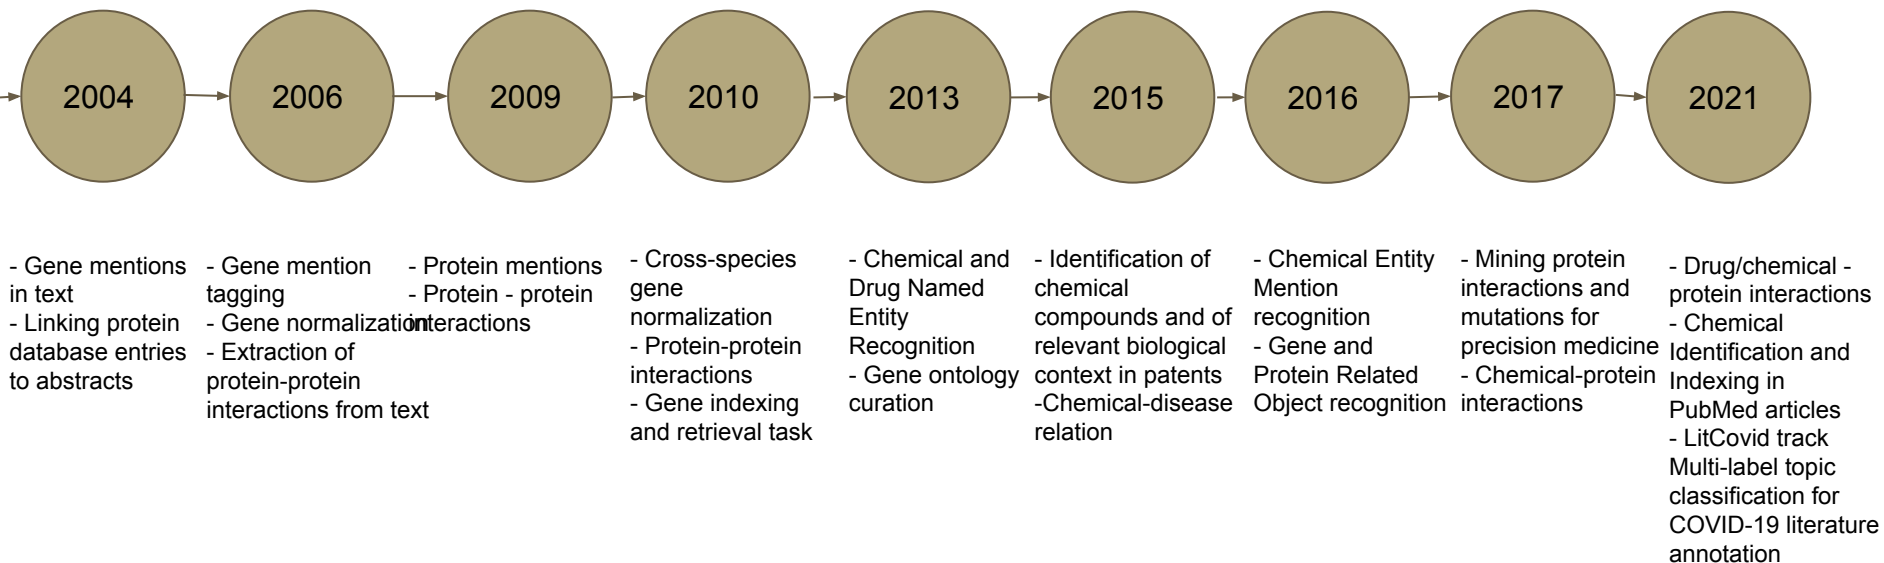 2004
2006
2009
2010
2013
2015
2016
2017
2021
- Gene mentions
in text
- Linking protein
database entries
to abstracts
- Gene mention
tagging
- Gene normalization
- Extraction of
protein-protein
interactions from text
- Protein mentions
- Protein - protein
interactions
- Cross-species
gene
normalization
- Protein-protein
interactions
- Gene indexing
and retrieval task
- Chemical and
Drug Named
Entity
Recognition
- Gene ontology
curation
- Identification of
chemical
compounds and of
relevant biological
context in patents
-Chemical-disease
relation
- Chemical Entity
Mention
recognition
- Gene and
Protein Related
Object recognition
- Mining protein
interactions and
mutations for
precision medicine
- Chemical-protein
interactions
- Drug/chemical -
protein interactions
- Chemical
Identification and
Indexing in
PubMed articles
- LitCovid track
Multi-label topic
classification for
COVID-19 literature
annotation